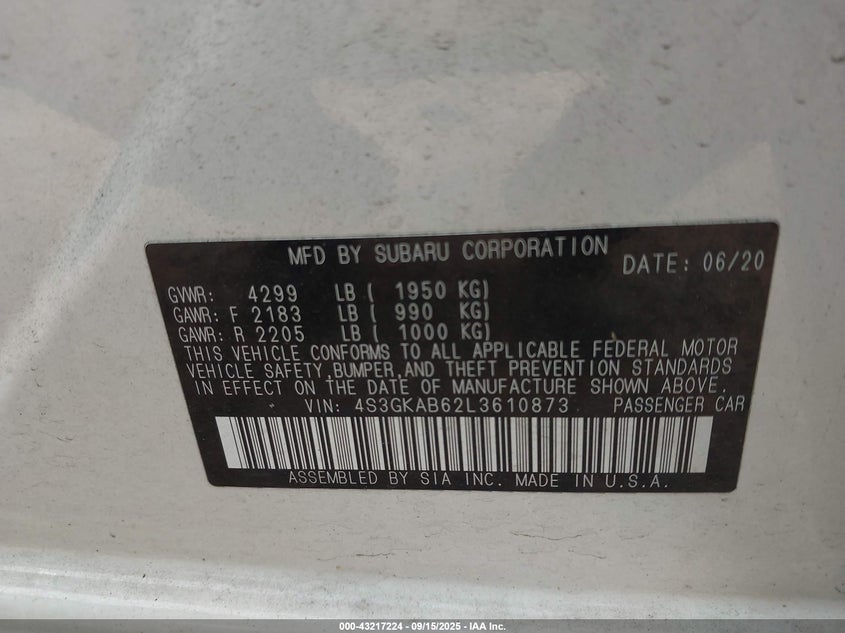 MFD BY SUBARU CORPORATION
DATE: 06/20
GVWR: 4299 LB ( 1950 KG)
GAWR: F 2183 LB ( 990 KG)
GAWR: R 2205 LB ( 1000 KG)
THIS VEHICLE CONFORMS TO ALL APPLICABLE FEDERAL MOTOR
VEHICLE SAFETY,BUMPER,AND THEFT PREVENTION STANDARDS
IN EFFECT ON THE DATE OF MANUFACTURE SHOWN ABOVE.
VIN: 4S3GKAB62L3610873 PASSENGER CAR
ASSEMBLED BY SIA INC. MADE IN U.S.A.
000-43217224 - 09/15/2025 - IAA Inc.